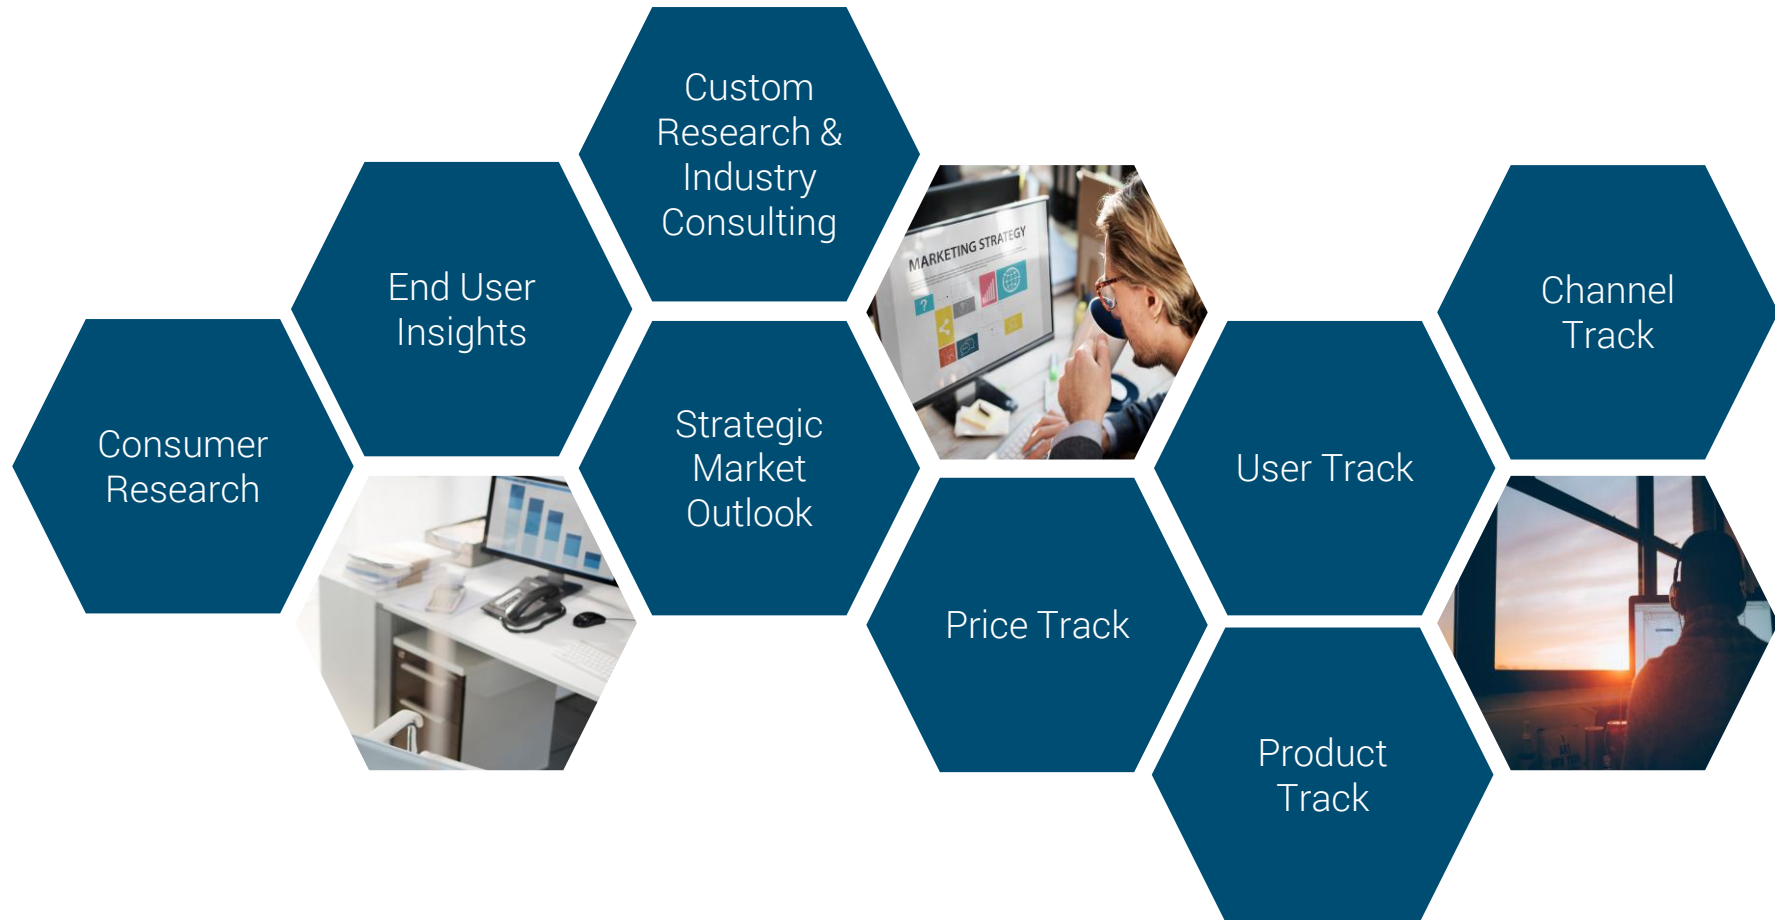 Custom
Research &
Industry
Consulting
End User
Insights
Consumer
Research
Strategic
Market
Outlook
MARKETING STRATEGY
Channel
Track
User Track
Price Track
Product
Track